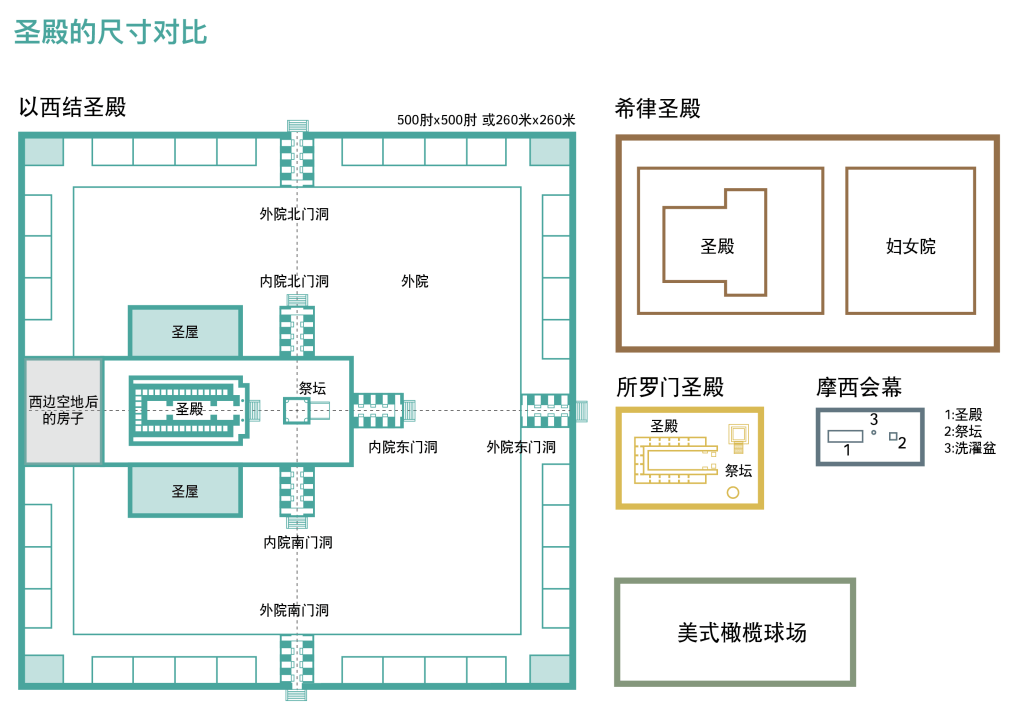 圣殿的尺寸对比
以西结圣殿
500肘x500肘 或260米x260米
外院北门洞
内院北门洞
外院
圣屋
西边空地后
的房子
圣殿
祭坛
内院东门洞
外院东门洞
圣屋
内院南门洞
外院南门洞
希律圣殿
圣殿
妇女院
所罗门圣殿
圣殿
祭坛
摩西会幕
3
1
2
1:圣殿
2:祭坛
3:洗濯盆
美式橄榄球场